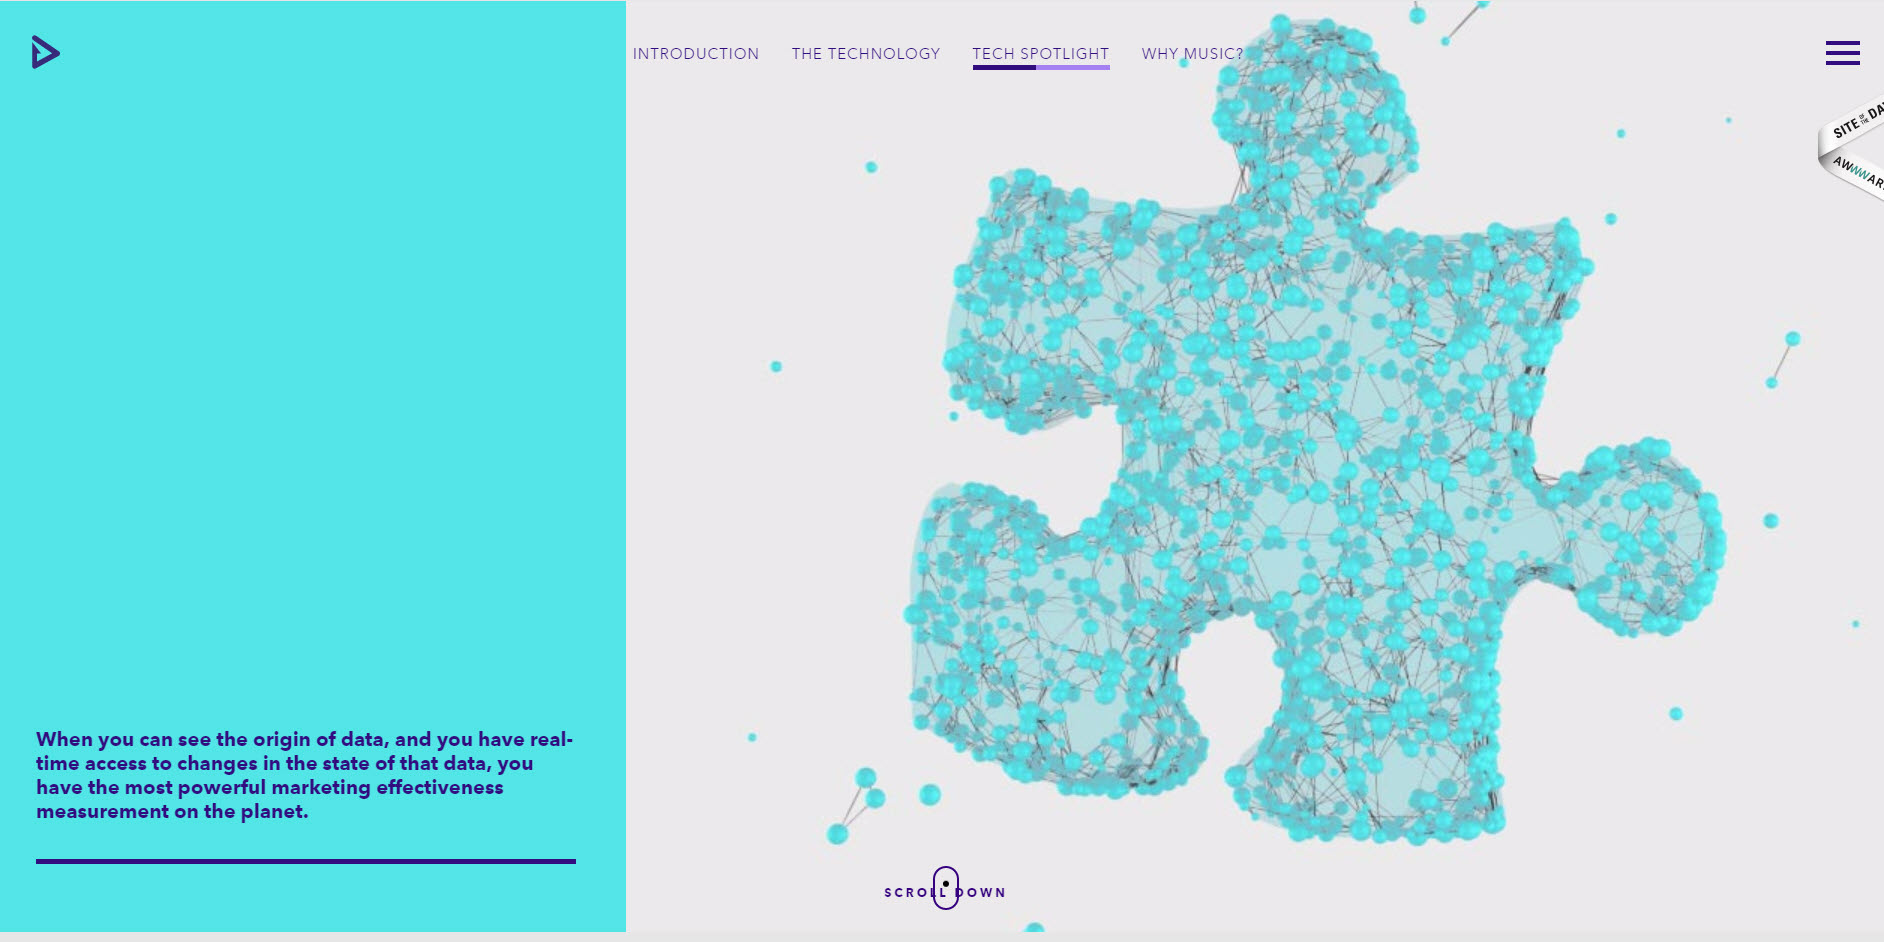 INTRODUCTION THE TECHNOLOGY TECH SPOTLIGHT WHY MUSIC?
SITE OF THE
When you can see the origin of data, and you have real-
time access to changes in the state of that data, you
have the most powerful marketing effectiveness
measurement on the planet.
SCROLL DOWN